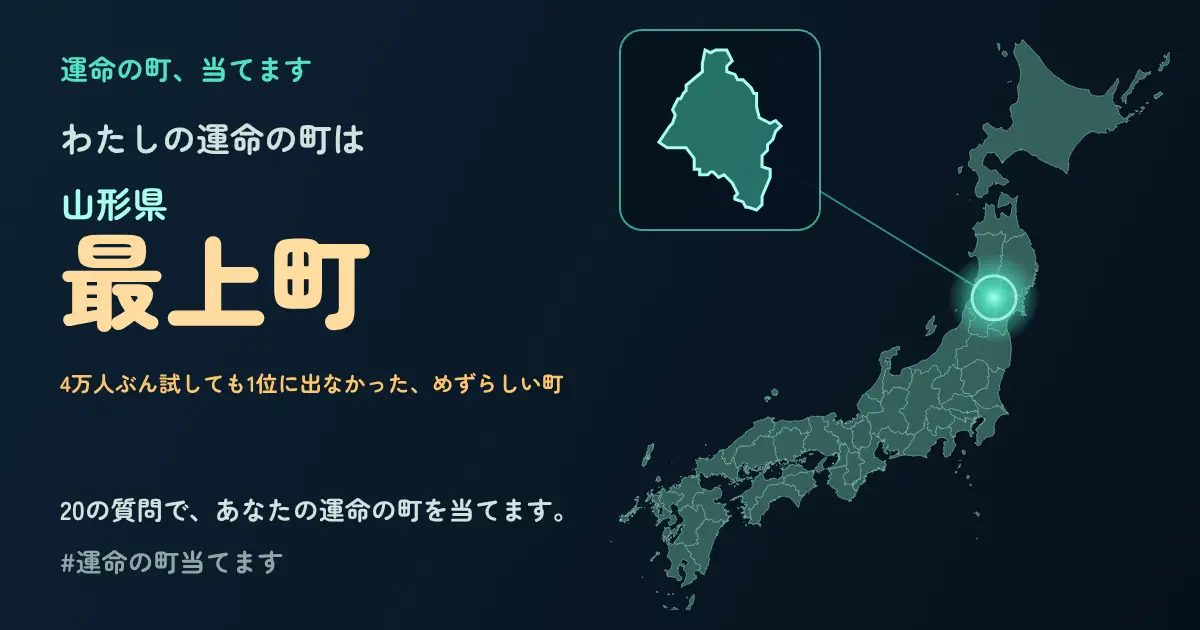 運命の町、当てます
わたしの運命の町は
山形県
最上町
4万人ぶん試しても1位に出なかった、めずらしい町
20の質問で、あなたの運命の町を当てます。
#運命の町当てます